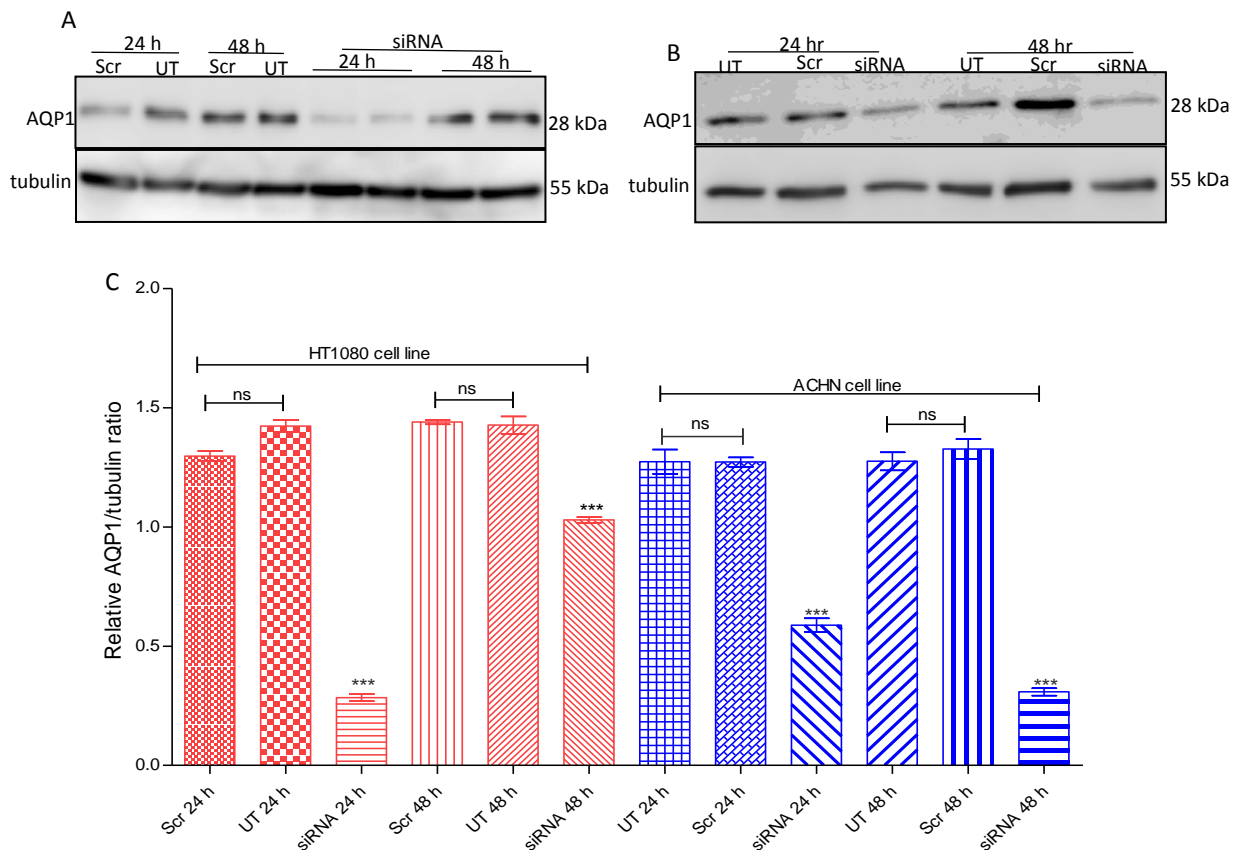 A
24 h
48 h
siRNA
Scr
UT
Scr
UT
24 h
48 h
AQP1
28 kDa
tubulin
55 kDa
B
24 hr
48 hr
UT
Scr
siRNA
UT
Scr
siRNA
AQP1
28 kDa
tubulin
55 kDa
C
Relative AQP1/tubulin ratio
2.0
1.5
1.0
0.5
0.0
HT1080 cell line
ns
ns
***
***
ACHN cell line
ns
ns
***
***
Scr 24 h
UT 24 h
siRNA 24 h
Scr 48 h
UT 48 h
siRNA 48 h
UT 24 h
Scr 24 h
siRNA 24 h
UT 48 h
Scr 48 h
siRNA 48 h